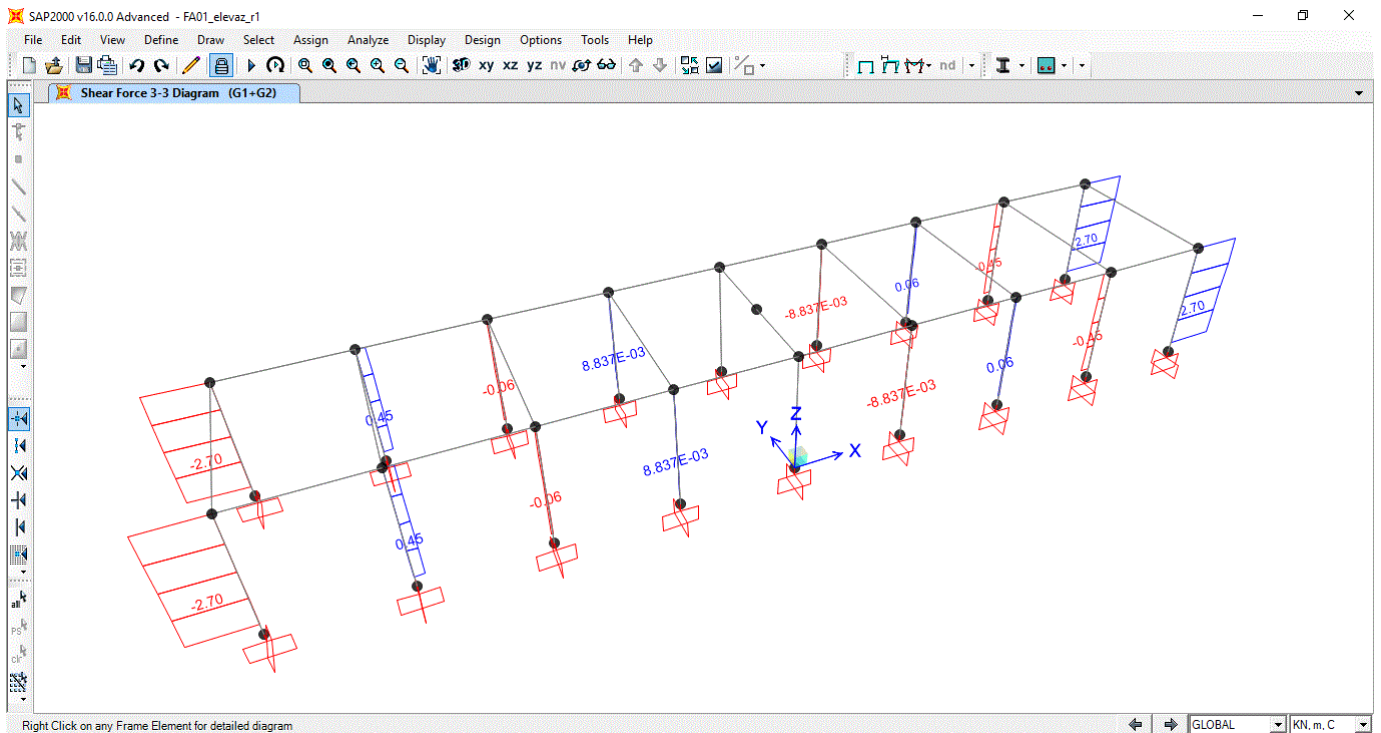 SAP2000 v16.0.0 Advanced - FA01_elevaz_r1
File Edit View Define Draw Select Assign Analyze Display Design Options Tools Help
3D xy xz yz nv nd
Shear Force 3-3 Diagram (G1+G2)
2.70
-0.45
0.06
2.70
-8.837E-03
8.837E-03
-0.06
0.45
-0.45
0.06
-8.837E-03
Z
Y
X
-2.70
8.837E-03
-0.06
0.45
-2.70
all
PS
clr
Right Click on any Frame Element for detailed diagram
GLOBAL
KN, m, C